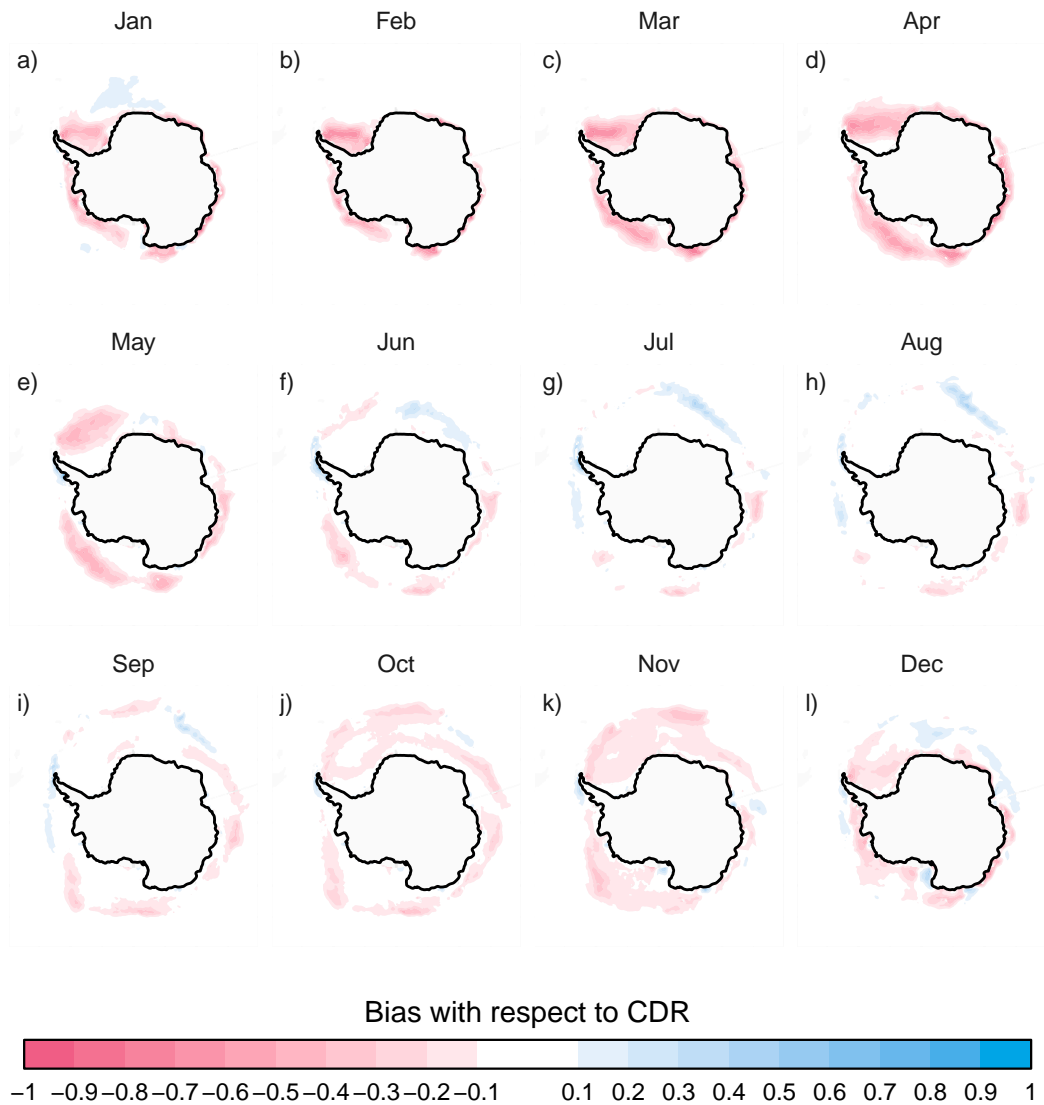 Jan Feb Mar Apr
a) b) c) d)
May Jun Jul Aug
e) f) g) h)
Sep Oct Nov Dec
i) j) k) l)
Bias with respect to CDR
−1 −0.9 −0.8 −0.7 −0.6 −0.5 −0.4 −0.3 −0.2 −0.1 0.1 0.2 0.3 0.4 0.5 0.6 0.7 0.8 0.9 1